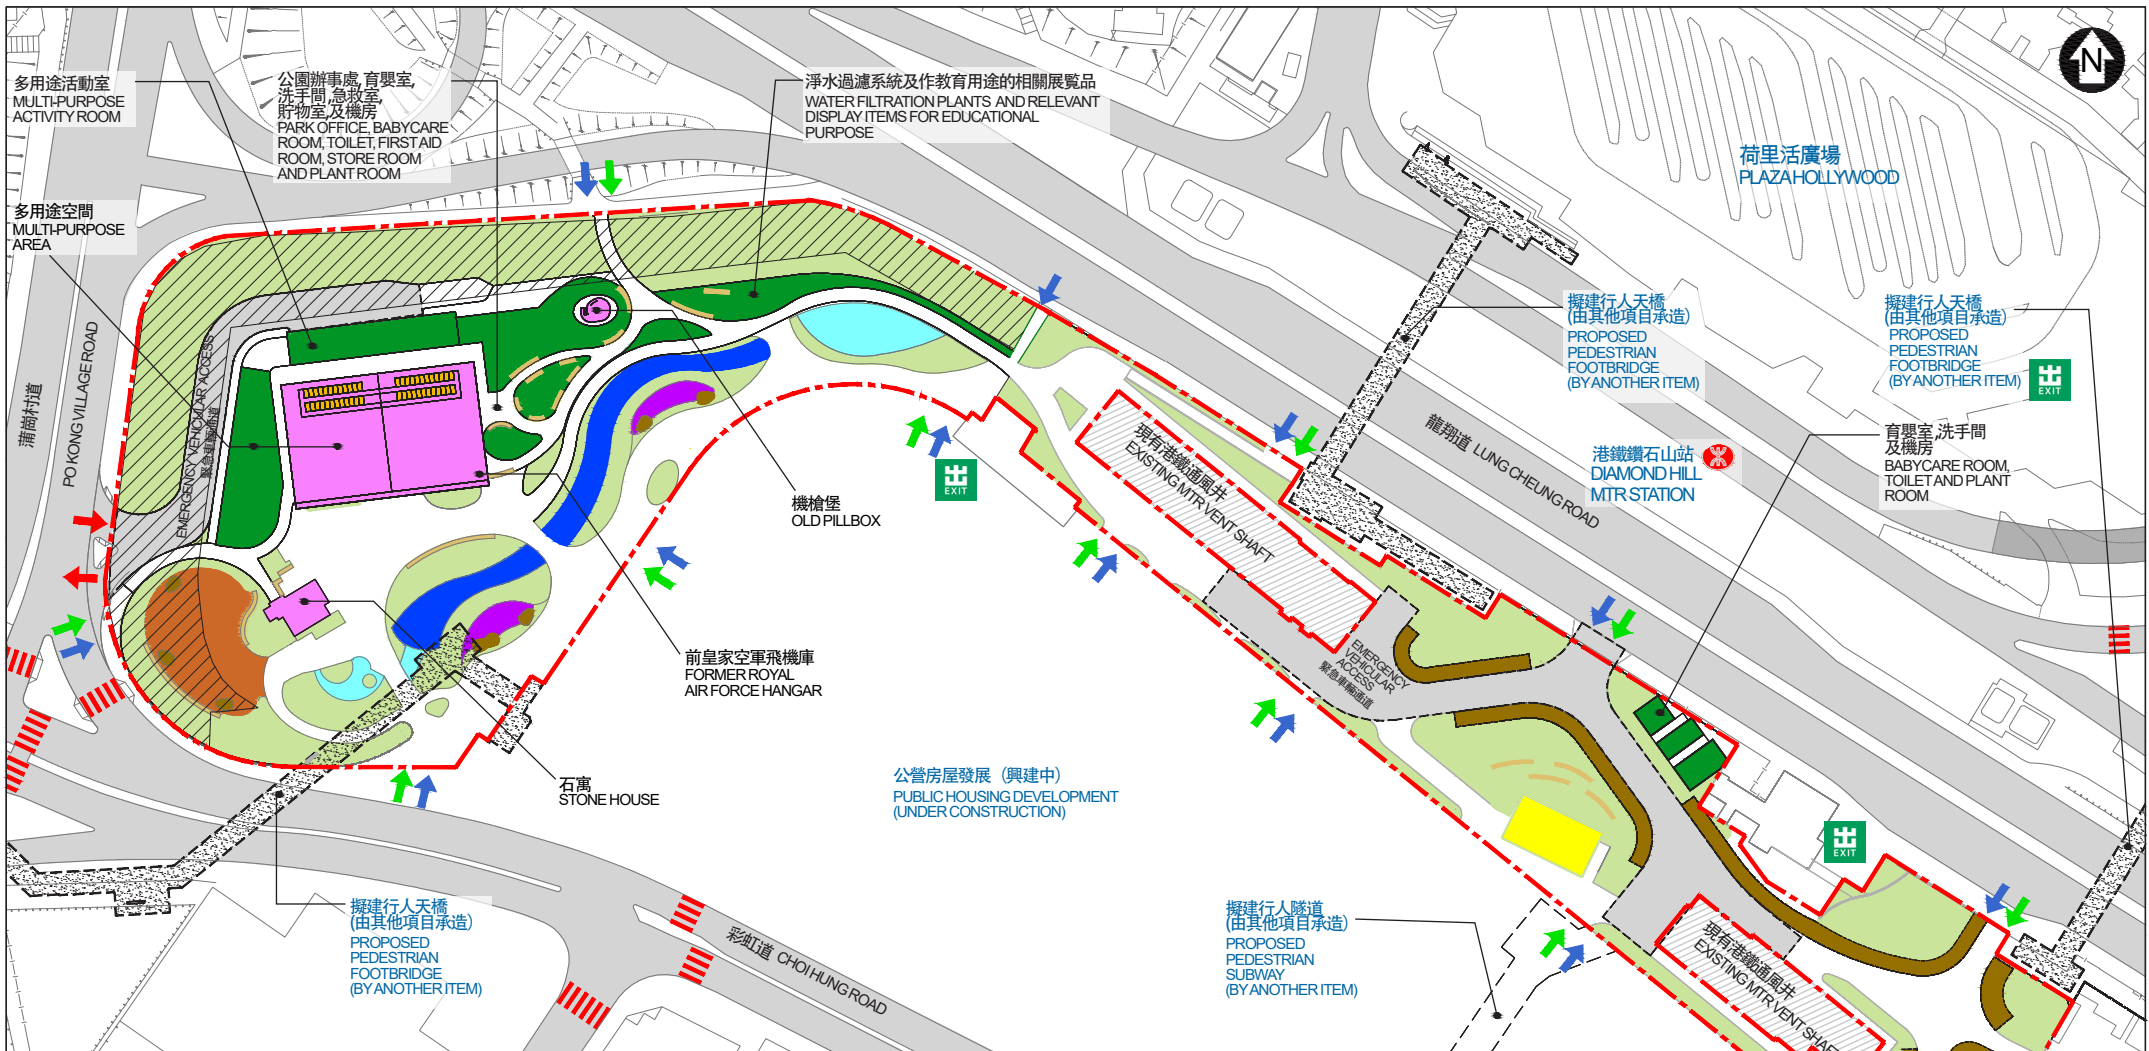 多用途活動室
MULTI-PURPOSE
ACTIVITY ROOM
公園辦事處,育嬰室,
洗手間,急救室,
貯物室,及機房
PARK OFFICE, BABYCARE
ROOM, TOILET, FIRST AID
ROOM, STORE ROOM
AND PLANT ROOM
淨水過濾系統及作教育用途的相關展覧品
WATER FILTRATION PLANTS AND RELEVANT
DISPLAY ITEMS FOR EDUCATIONAL
PURPOSE
N
荷里活廣場
PLAZA HOLLYWOOD
多用途空間
MULTI-PURPOSE
AREA
蒲崗村道
PO KONG VILLAGE ROAD
EMERGENCY VEHICULAR ACCESS
緊急車輛通道
擬建行人天橋
(由其他項目承造)
PROPOSED
PEDESTRIAN
FOOTBRIDGE
(BY ANOTHER ITEM)
擬建行人天橋
(由其他項目承造)
PROPOSED
PEDESTRIAN
FOOTBRIDGE
(BY ANOTHER ITEM)
出
EXIT
龍翔道 LUNG CHEUNG ROAD
港鐵鑽石山站
DIAMOND HILL
MTR STATION
育嬰室,洗手間
及機房
BABYCARE ROOM,
TOILET AND PLANT
ROOM
現有港鐵通風井
EXISTING MTR VENT SHAFT
出
EXIT
機槍堡
OLD PILLBOX
前皇家空軍飛機庫
FORMER ROYAL
AIR FORCE HANGAR
EMERGENCY
VEHICULAR
ACCESS
緊急車輛通道
石寓
STONE HOUSE
公營房屋發展 (興建中)
PUBLIC HOUSING DEVELOPMENT
(UNDER CONSTRUCTION)
出
EXIT
擬建行人天橋
(由其他項目承造)
PROPOSED
PEDESTRIAN
FOOTBRIDGE
(BY ANOTHER ITEM)
彩虹道 CHOI HUNG ROAD
擬建行人隧道
(由其他項目承造)
PROPOSED
PEDESTRIAN
SUBWAY
(BY ANOTHER ITEM)
現有港鐵通風井
EXISTING MTR VENT SHAFT